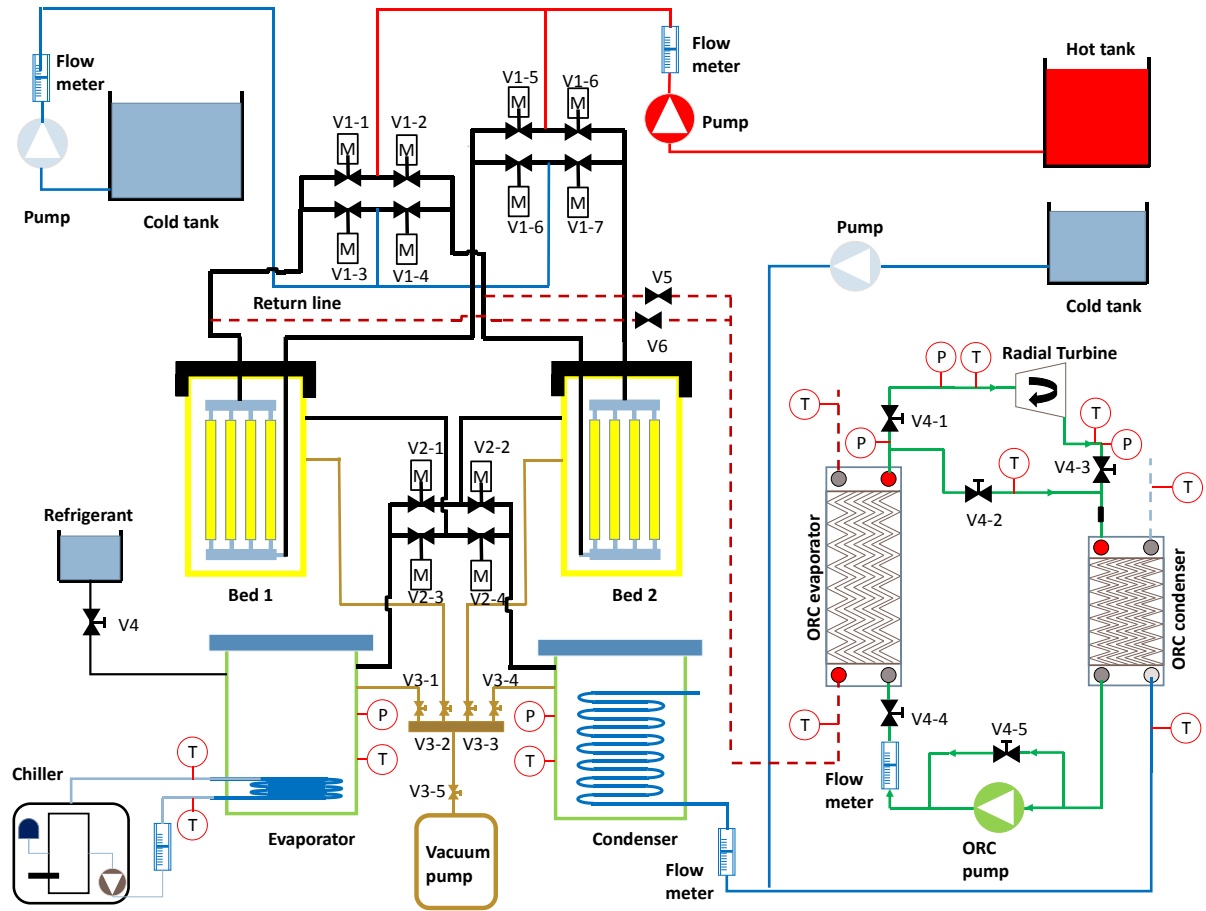 Flow
meter
Pump
Cold tank
V1-1
V1-2
M
M
M
M
V1-3
V1-4
V1-5
V1-6
M
M
M
M
V1-6
V1-7
Flow
meter
Pump
Hot tank
Pump
Cold tank
Return line
V5
V6
Bed 1
Bed 2
V2-1
V2-2
M
M
M
M
V2-3
V2-4
Refrigerant
V4
V3-1
V3-4
V3-2
V3-3
V3-5
P
T
P
T
T
T
Chiller
Evaporator
Vacuum
pump
Condenser
Flow
meter
Radial Turbine
P
T
T
V4-1
T
P
P
V4-3
T
T
V4-2
ORC evaporator
ORC condenser
T
V4-4
V4-5
T
Flow
meter
ORC
pump